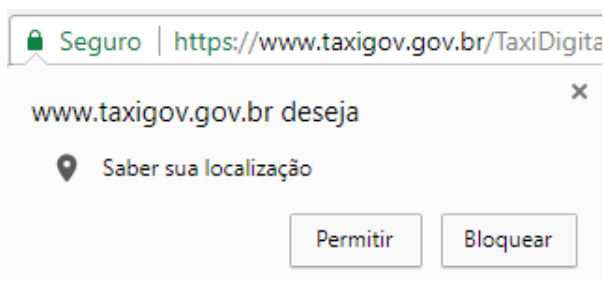 Seguro | https://www.taxigov.gov.br/TaxiDigita
www.taxigov.gov.br deseja
Saber sua localização
Permitir Bloquear